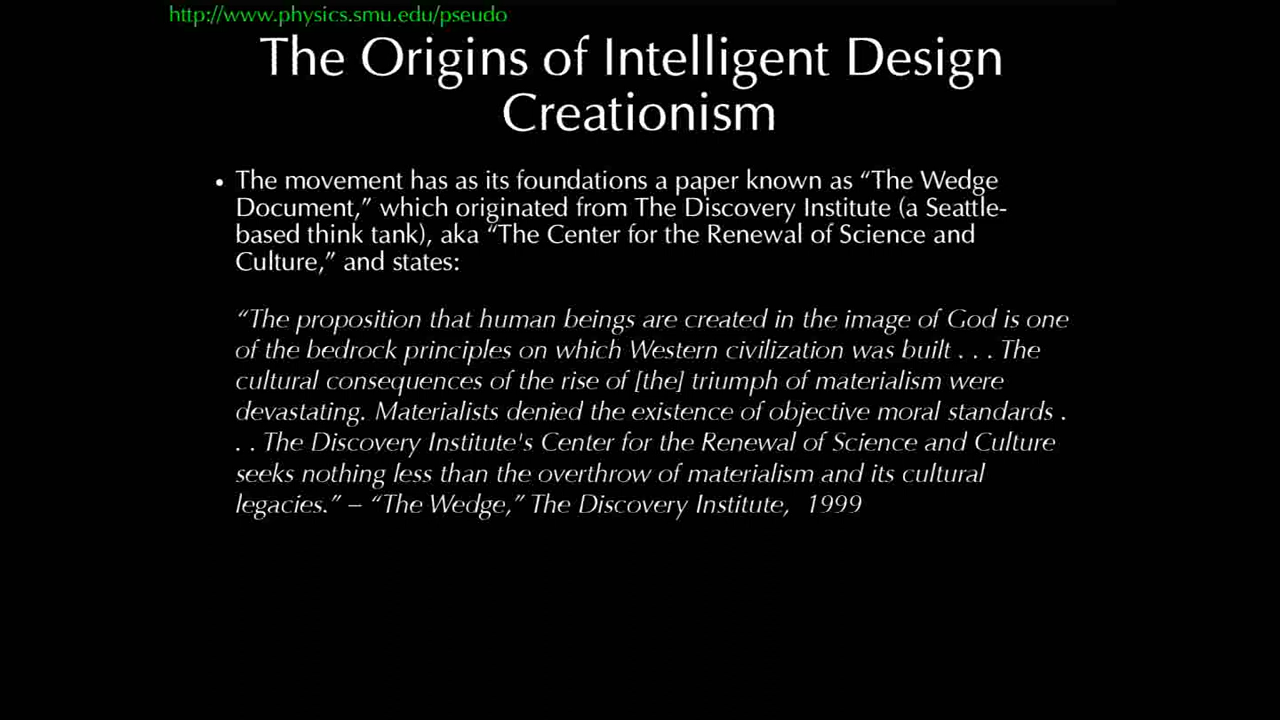 http://www.physics.smu.edu/pseudo
The Origins of Intelligent Design
Creationism
• The movement has as its foundations a paper known as “The Wedge
Document,” which originated from The Discovery Institute (a Seattle-
based think tank), aka “The Center for the Renewal of Science and
Culture,” and states:
“The proposition that human beings are created in the image of God is one
of the bedrock principles on which Western civilization was built . . . The
cultural consequences of the rise of [the] triumph of materialism were
devastating. Materialists denied the existence of objective moral standards .
. . The Discovery Institute's Center for the Renewal of Science and Culture
seeks nothing less than the overthrow of materialism and its cultural
legacies.” – “The Wedge,” The Discovery Institute, 1999